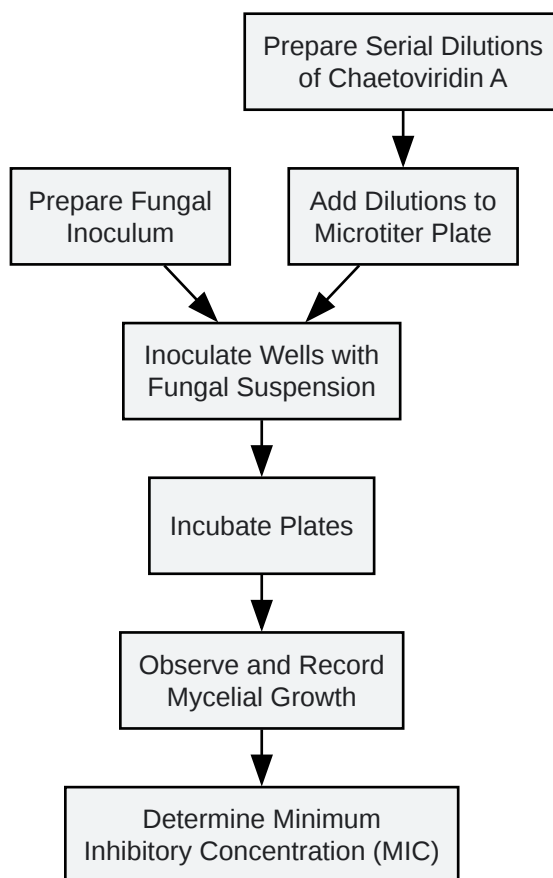 Prepare Serial Dilutions
of Chaetoviridin A
Prepare Fungal
Inoculum
Add Dilutions to
Microtiter Plate
Inoculate Wells with
Fungal Suspension
Incubate Plates
Observe and Record
Mycelial Growth
Determine Minimum
Inhibitory Concentration (MIC)